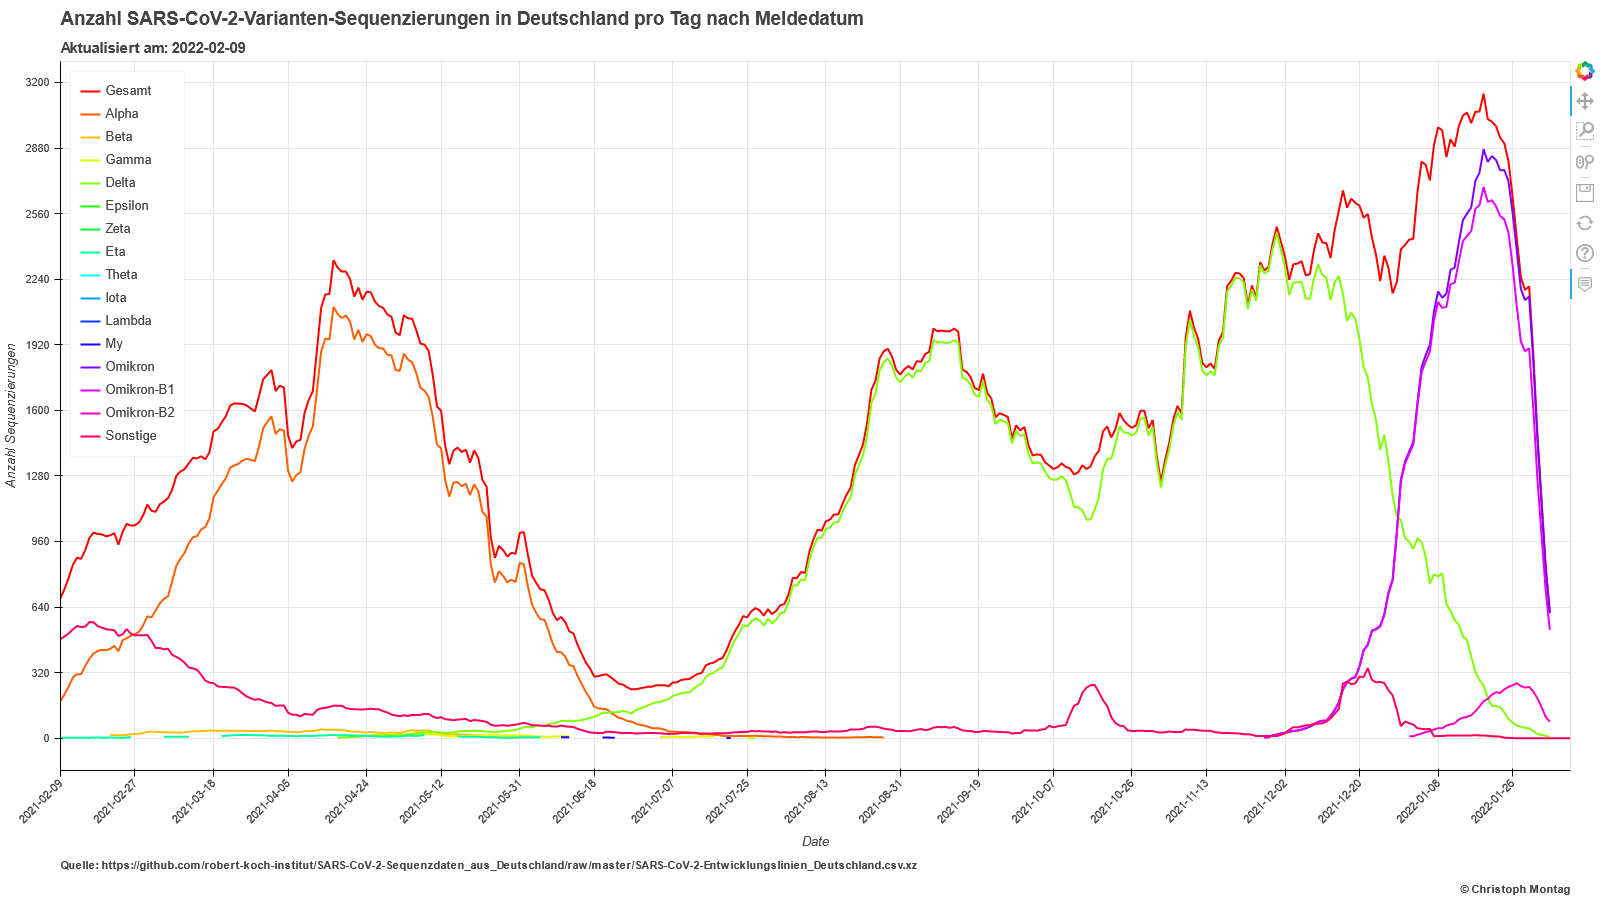 Anzahl SARS-CoV-2-Varianten-Sequenzierungen in Deutschland pro Tag nach Meldedatum
Aktualisiert am: 2022-02-09
3200
2880
2560
2240
1920
1600
1280
960
640
320
0
Anzahl Sequenzierungen
Gesamt
Alpha
Beta
Gamma
Delta
Epsilon
Zeta
Eta
Theta
Iota
Lambda
My
Omikron
Omikron-B1
Omikron-B2
Sonstige
2021-02-09
2021-02-27
2021-03-18
2021-04-05
2021-04-24
2021-05-12
2021-05-31
2021-06-18
2021-07-07
2021-07-25
2021-08-13
2021-08-31
2021-09-19
2021-10-07
2021-10-26
2021-11-13
2021-12-02
2021-12-20
2022-01-08
2022-01-26
Date
Quelle: https://github.com/robert-koch-institut/SARS-CoV-2-Sequenzdaten_aus_Deutschland/raw/master/SARS-CoV-2-Entwicklungslinien_Deutschland.csv.xz
© Christoph Montag